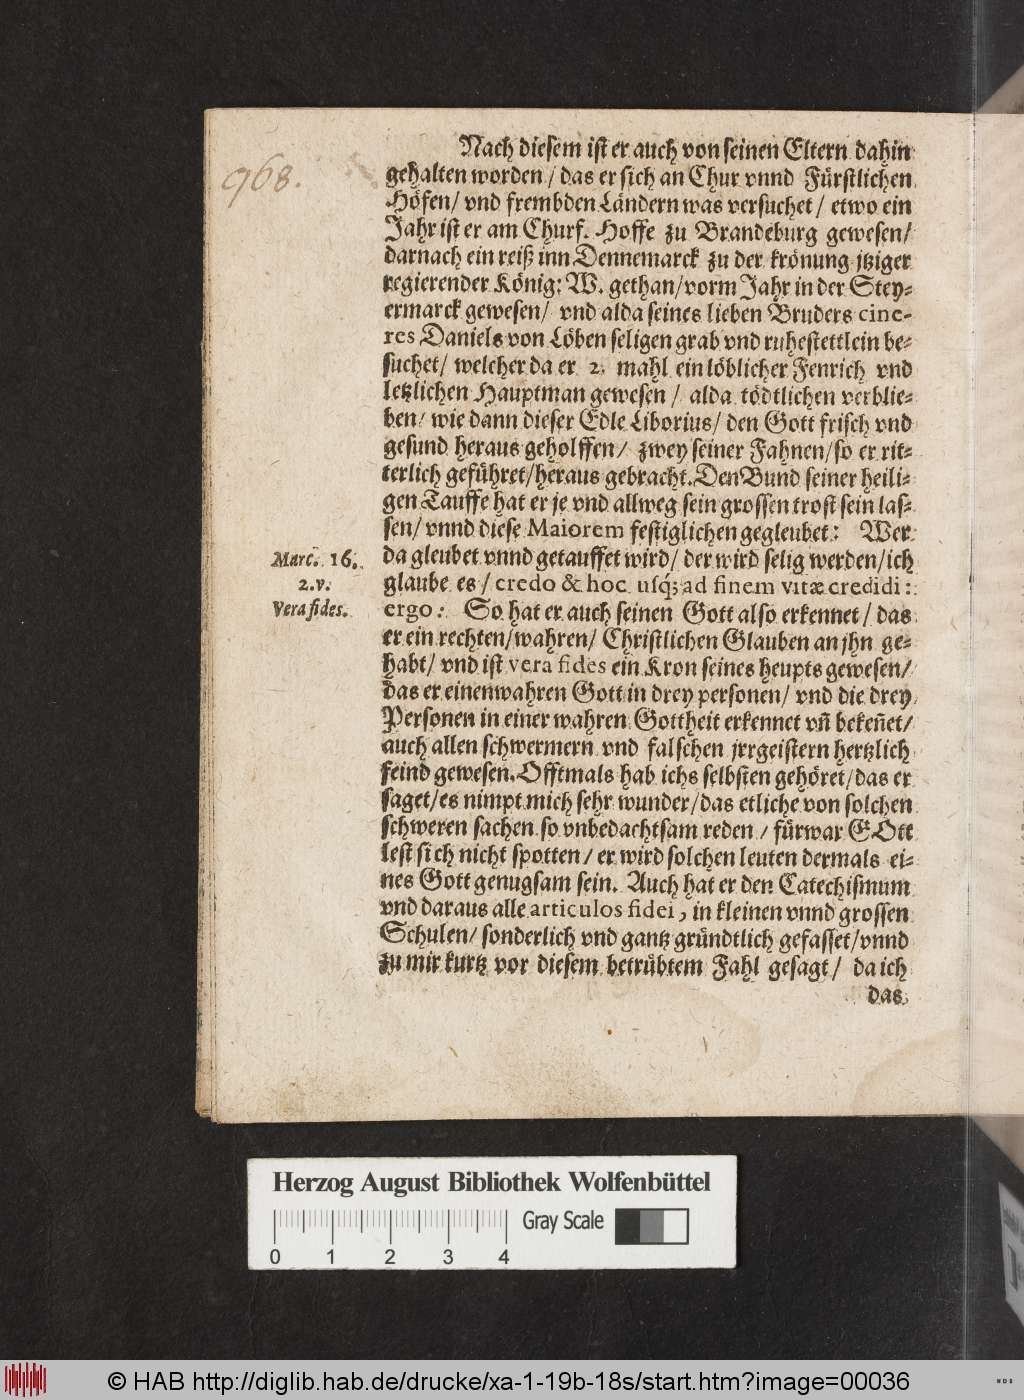 968.
Nach diesem ist er auch von seinen Eltern dahin
gehalten worden / das er sich an Chur vnnd Fürstlichen
Höfen/ vnd frembden Ländern was versuchet / etwo ein
Jahr ist er am Churf. Hoffe zu Brandeburg gewesen/
darnach ein reiß inn Dennemarck zu der krönung jtziger
regierender König: W. gethan/vorm Jahr in der Stey-
ermarck gewesen/ vnd alda seines lieben Bruders cine-
res Daniels von Löben seligen grab vnd ruhestettlein be-
suchet/ welcher da er 2. mahl ein löblicher Fenrich vnd
letzlichen Hauptman gewesen / alda tödtlichen verblie-
ben/ wie dann dieser Edle Liborius/ den Gott frisch vnd
gesund heraus geholffen/ zwey seiner Fahnen/so er rit-
terlich geführet/heraus gebracht. Den Bund seiner heili-
gen Tauffe hat er je vnd allweg sein grossen trost sein las-
sen/ vnnd diese Maiorem festiglichen gegleubet: Wer
da gleubet vnnd getauffet wird/ der wird selig werden/ich
glaube es / credo & hoc usq́; ad finem vitæ credidi:
ergo: So hat er auch seinen Gott also erkennet / das
er ein rechten/wahren/ Christlichen Glauben an jhn ge-
habt/ vnd ist vera fides ein Kron seines heupts gewesen/
das er einen wahren Gott in drey personen/ vnd die drey
Personen in einer wahren Gottheit erkennet vn̄ beken̄et/
auch allen schwermern vnd falschen jrrgeistern hertzlich
feind gewesen. Offtmals hab ichs selbsten gehöret/das er
saget/es nimpt mich sehr wunder/das etliche von solchen
schweren sachen so vnbedachtsam reden / fürwar GOtt
lest sich nicht spotten/ er wird solchen leuten dermals ei-
nes Gott genugsam sein. Auch hat er den Catechismum
vnd daraus alle articulos fidei, in kleinen vnnd grossen
Schulen/ sonderlich vnd gantz gründtlich gefasset/vnnd
zu mir kurtz vor diesem betrübtem Fahl gesagt/ da ich
das
Marc. 16.
2.v.
Vera fides.
Herzog August Bibliothek Wolfenbüttel
Gray Scale
0 1 2 3 4
© HAB http://diglib.hab.de/drucke/xa-1-19b-18s/start.htm?image=00036